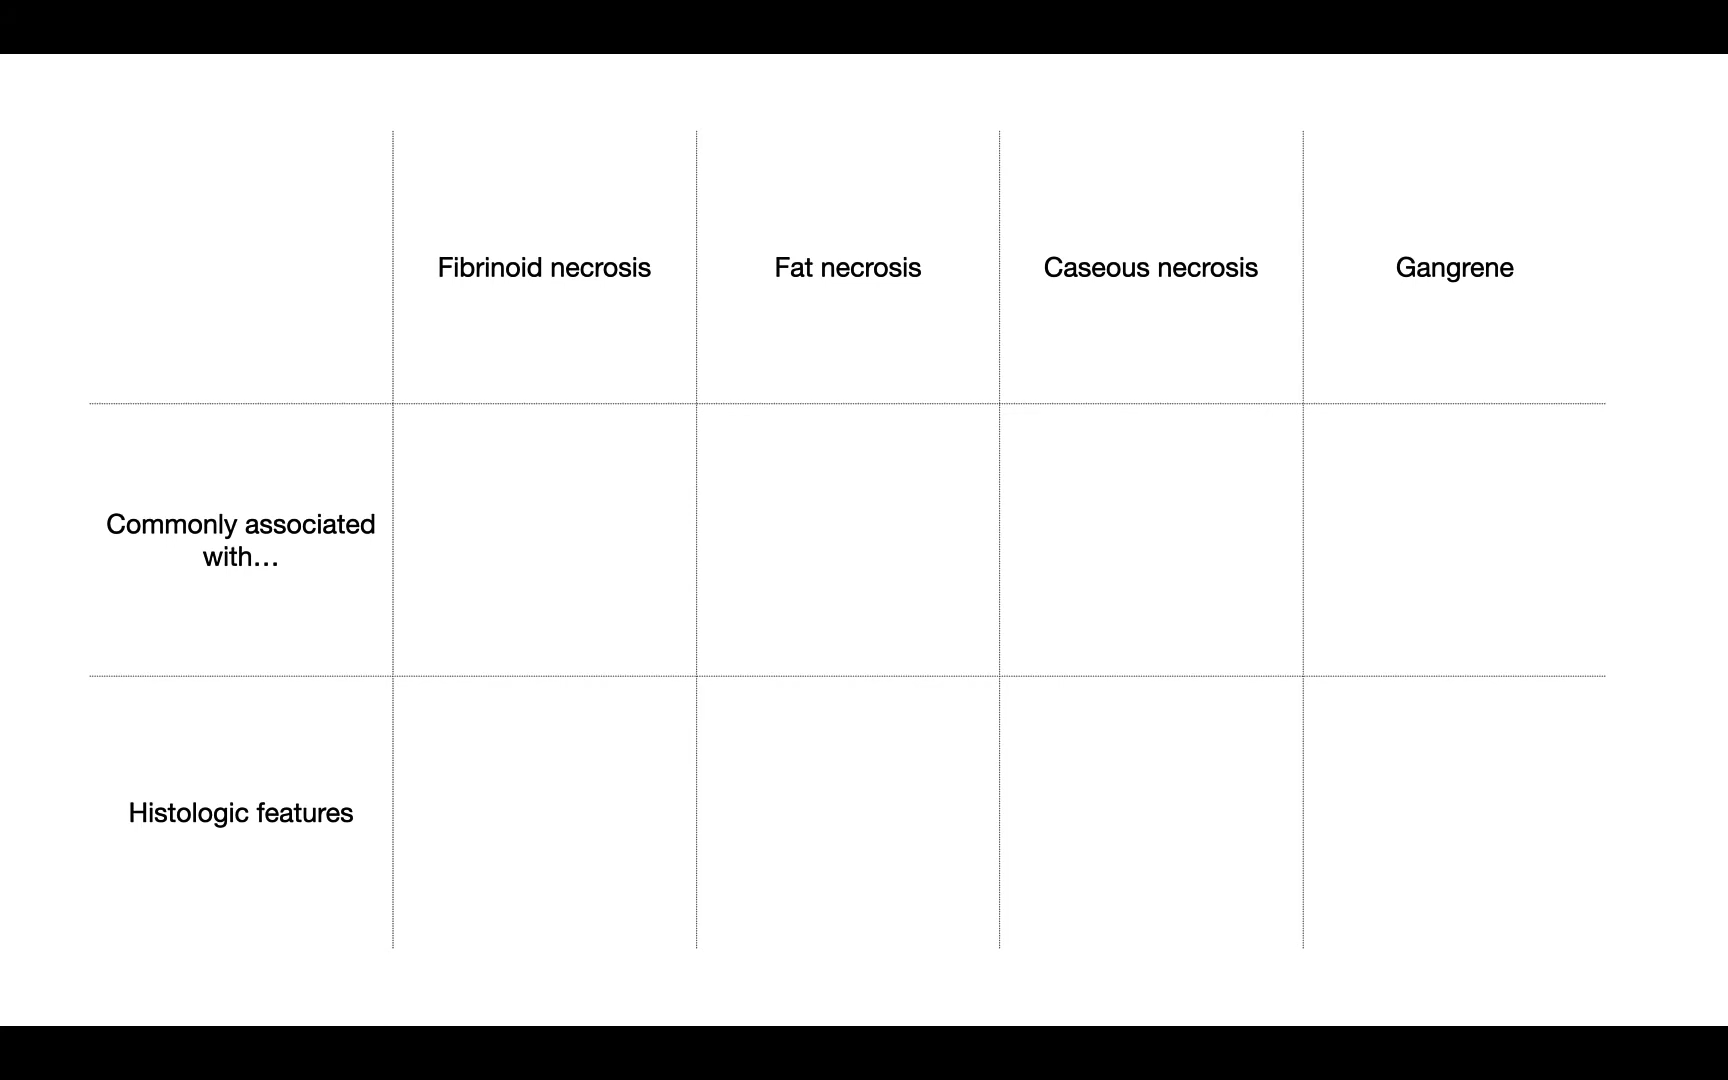 Fibrinoid necrosis
Fat necrosis
Caseous necrosis
Gangrene
Commonly associated
with…
Histologic features